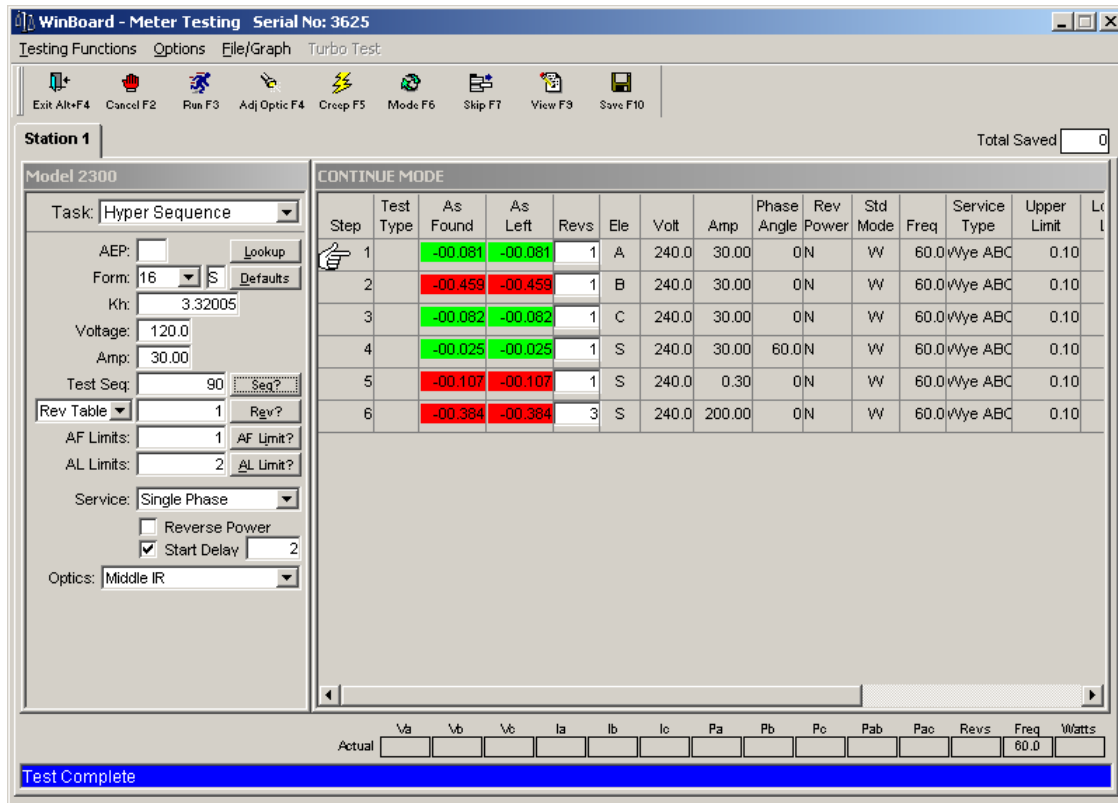 WinBoard - Meter Testing Serial No: 3625
Testing Functions Options File/Graph Turbo Test
Exit Alt+F4 Cancel F2 Run F3 Adj Optic F4 Creep F5 Mode F6 Skip F7 View F9 Save F10
Station 1
Total Saved 0
Model 2300
Task: Hyper Sequence
AEP: Lookup
Form: 16 S Defaults
Kh: 3.32005
Voltage: 120.0
Amp: 30.00
Test Seq: 90 Seq?
Rev Table 1 Rev?
AF Limits: 1 AF Limit?
AL Limits: 2 AL Limit?
Service: Single Phase
Reverse Power
Start Delay 2
Optics: Middle IR
CONTINUE MODE
Step Test Type As Found As Left Revs Ele Volt Amp Phase Angle Rev Power Std Mode Freq Service Type Upper Limit Lo L
1 -00.081 -00.081 1 A 240.0 30.00 0 N W 60.0 Wye ABC 0.10
2 -00.459 -00.459 1 B 240.0 30.00 0 N W 60.0 Wye ABC 0.10
3 -00.082 -00.082 1 C 240.0 30.00 0 N W 60.0 Wye ABC 0.10
4 -00.025 -00.025 1 S 240.0 30.00 60.0 N W 60.0 Wye ABC 0.10
5 -00.107 -00.107 1 S 240.0 0.30 0 N W 60.0 Wye ABC 0.10
6 -00.384 -00.384 3 S 240.0 200.00 0 N W 60.0 Wye ABC 0.10
Va Vb Vc Ia Ib Ic Pa Pb Pc Pab Pac Revs Freq Watts
Actual 60.0
Test Complete